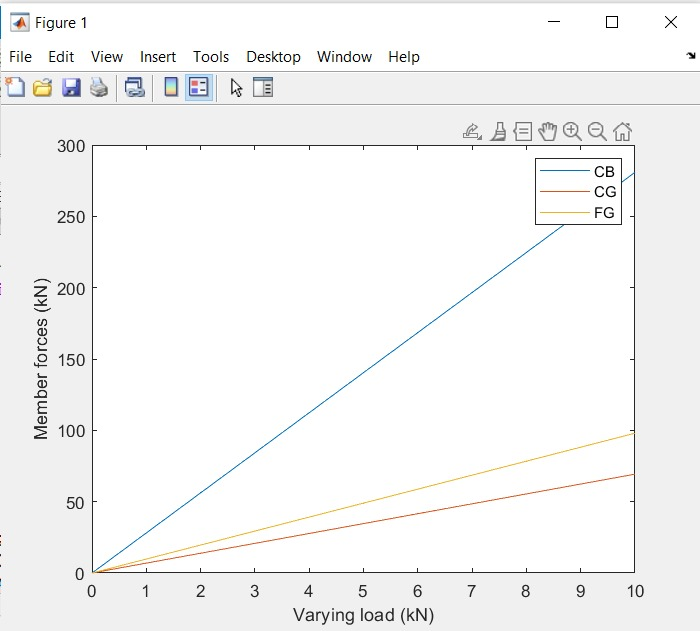 Figure 1
File Edit View Insert Tools Desktop Window Help
CB
CG
FG
300
250
200
150
100
50
0
Member forces (kN)
0 1 2 3 4 5 6 7 8 9 10
Varying load (kN)